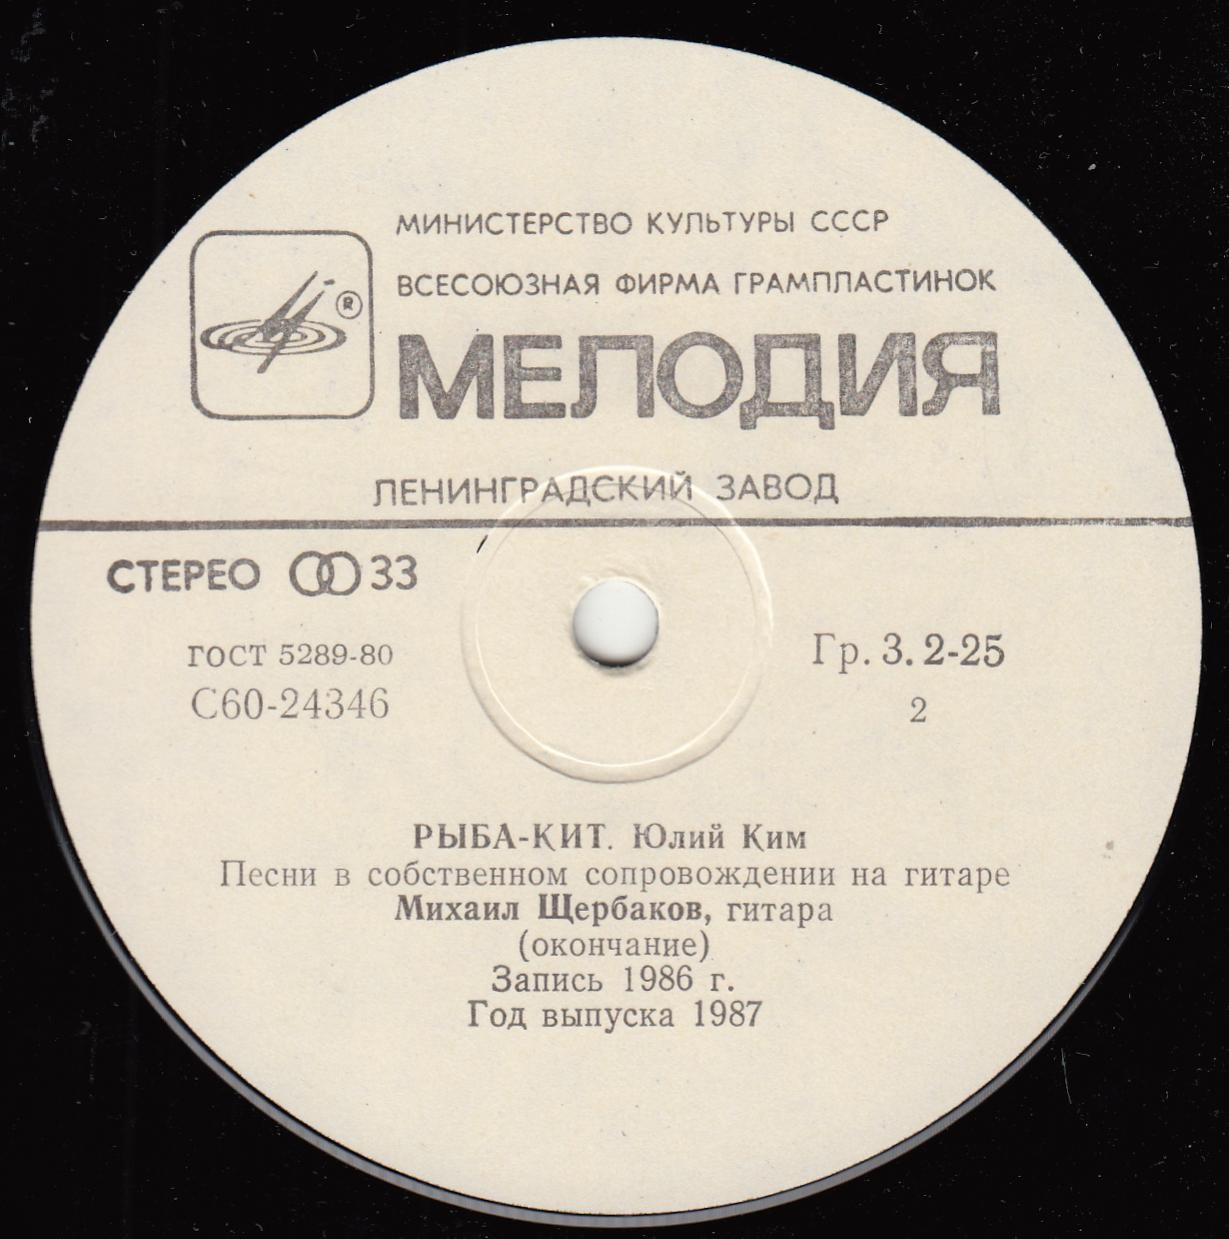 МИНИСТЕРСТВО КУЛЬТУРЫ СССР
ВСЕСОЮЗНАЯ ФИРМА ГРАМПЛАСТИНОК
®
МЕЛОДИЯ
ЛЕНИНГРАДСКИЙ ЗАВОД
СТЕРЕО 33
ГОСТ 5289-80
С60-24346
Гр. 3. 2-25
2
РЫБА-КИТ. Юлий Ким
Песни в собственном сопровождении на гитаре
Михаил Щербаков, гитара
(окончание)
Запись 1986 г.
Год выпуска 1987